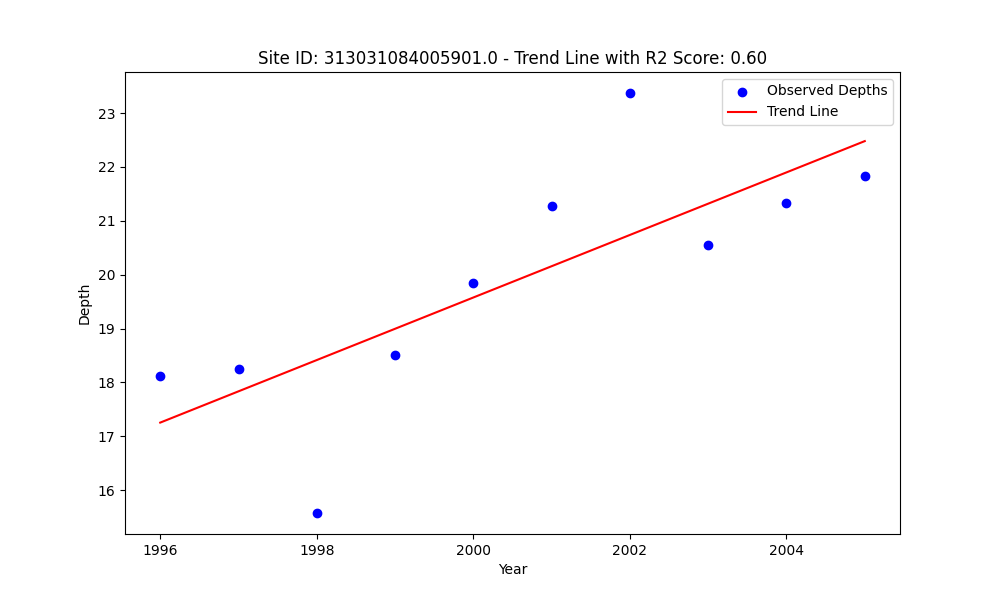 Site ID: 313031084005901.0 - Trend Line with R2 Score: 0.60
Observed Depths
Trend Line
23
22
21
20
19
18
17
16
Depth
1996
1998
2000
2002
2004
Year